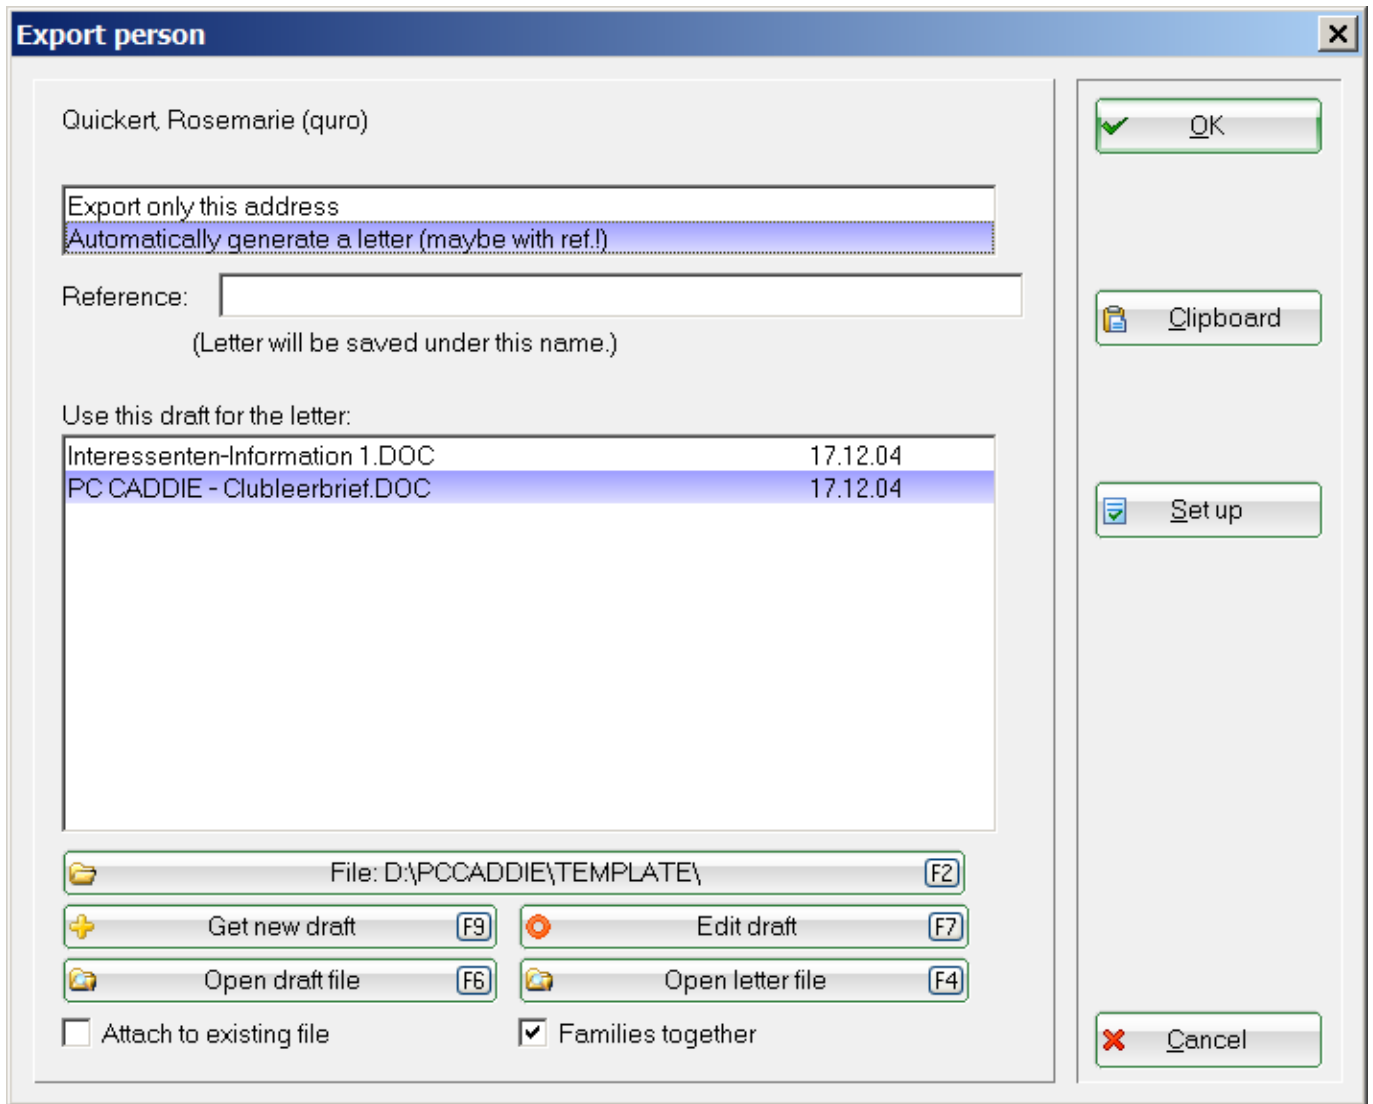 Export person
Quickert, Rosemarie (quro)
OK
Export only this address
Automatically generate a letter (maybe with ref.!)
Reference:
Clipboard
(Letter will be saved under this name.)
Use this draft for the letter:
Interessenten-Information 1.DOC 17.12.04
PC CADDIE - Clubleerbrief.DOC 17.12.04
Set up
File: D:\PCCADDIE\TEMPLATE\ F2
Get new draft F9 Edit draft F7
Open draft file F6 Open letter file F4
Attach to existing file Families together
Cancel